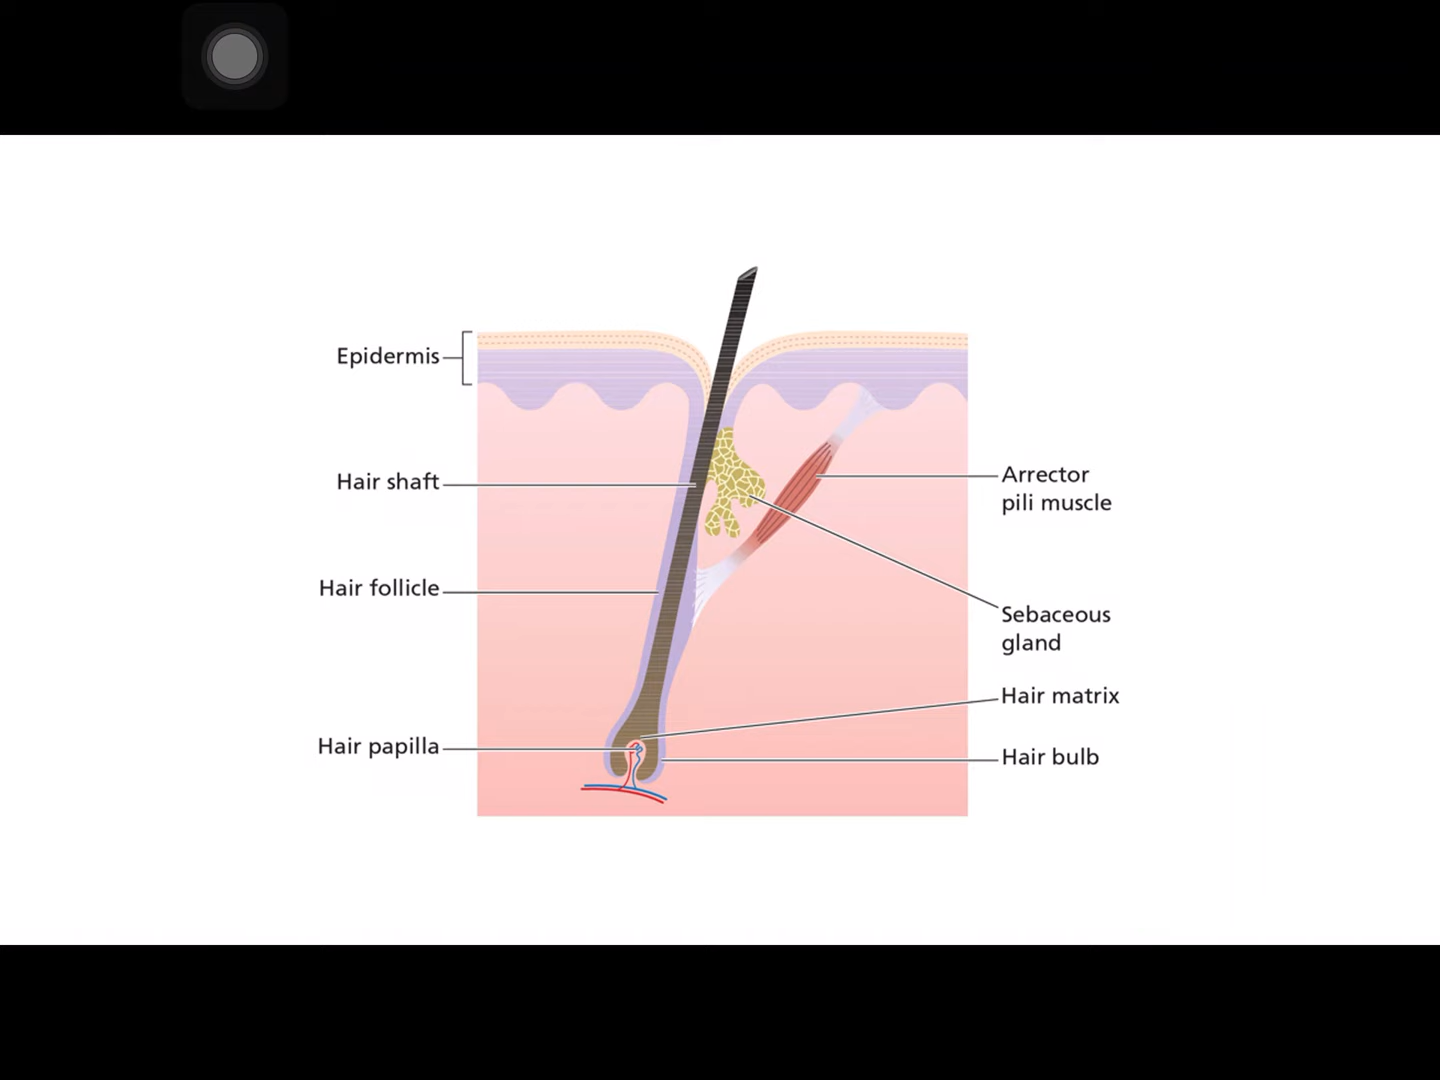 Epidermis
Hair shaft
Hair follicle
Hair papilla
Arrector
pili muscle
Sebaceous
gland
Hair matrix
Hair bulb